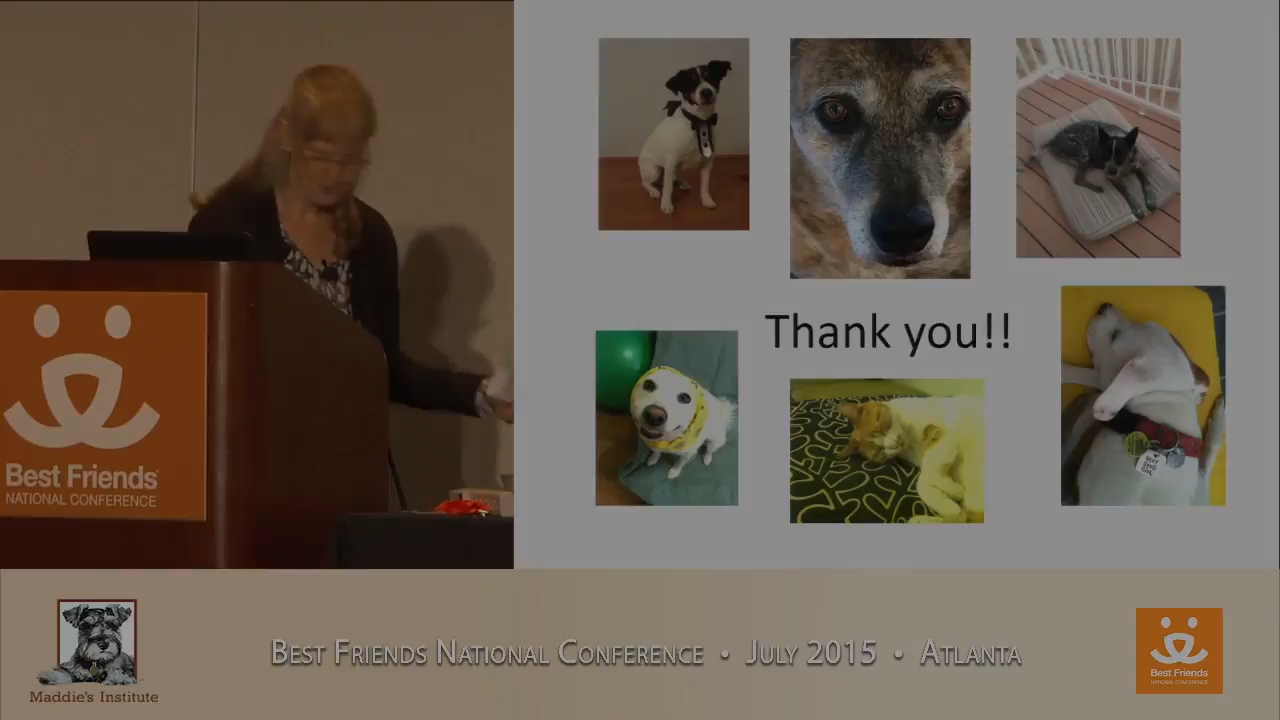 Thank you!!
Best Friends
NATIONAL CONFERENCE
Maddie's Institute
BEST FRIENDS NATIONAL CONFERENCE • JULY 2015 • ATLANTA
Best Friends
NATIONAL CONFERENCE